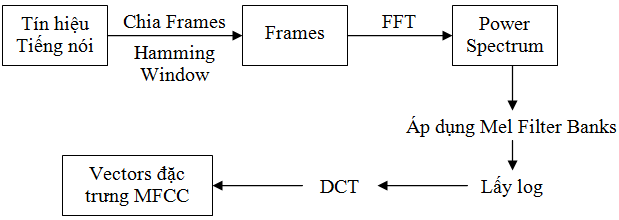 Tín hiệu
Tiếng nói
Chia Frames
Hamming
Window
Frames
FFT
Power
Spectrum
Áp dụng Mel Filter Banks
Lấy log
DCT
Vectors đặc
trưng MFCC